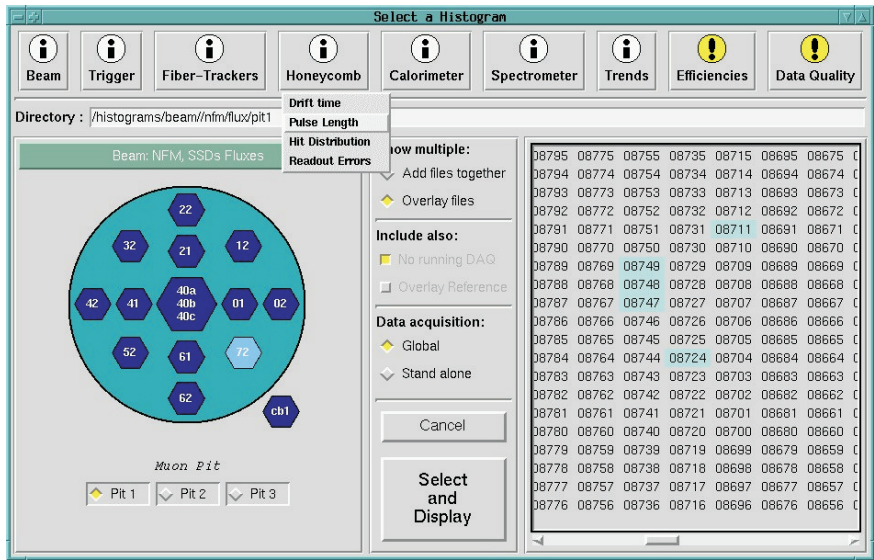 Select a Histogram
Beam Trigger Fiber-Trackers Honeycomb Calorimeter Spectrometer Trends Efficiencies Data Quality
Directory : /histograms/beam//nfm/flux/pit1
Drift time
Pulse Length
Hit Distribution
Readout Errors
Beam: NFM, SSDs Fluxes
22
32 21 12
42 41 40a 40b 40c 01 02
52 61 72
62
cb1
Muon Pit
Pit 1 Pit 2 Pit 3
multiple:
Add files together
Overlay files
Include also:
No running DAQ
Overlay Reference
Data acquisition:
Global
Stand alone
Cancel
Select
and
Display
08795 08775 08755 08735 08715 08695 08675
08794 08774 08754 08734 08714 08694 08674
08793 08773 08753 08733 08713 08693 08673
08792 08772 08752 08732 08712 08692 08672
08791 08771 08751 08731 08711 08691 08671
08790 08770 08750 08730 08710 08690 08670
08789 08769 08749 08729 08709 08689 08669
08788 08768 08748 08728 08708 08688 08668
08787 08767 08747 08727 08707 08687 08667
08786 08766 08746 08726 08706 08686 08666
08785 08765 08745 08725 08705 08685 08665
08784 08764 08744 08724 08704 08684 08664
08783 08763 08743 08723 08703 08683 08663
08782 08762 08742 08722 08702 08682 08662
08781 08761 08741 08721 08701 08681 08661
08780 08760 08740 08720 08700 08680 08660
08779 08759 08739 08719 08699 08679 08659
08778 08758 08738 08718 08698 08678 08658
08777 08757 08737 08717 08697 08677 08657
08776 08756 08736 08716 08696 08676 08656